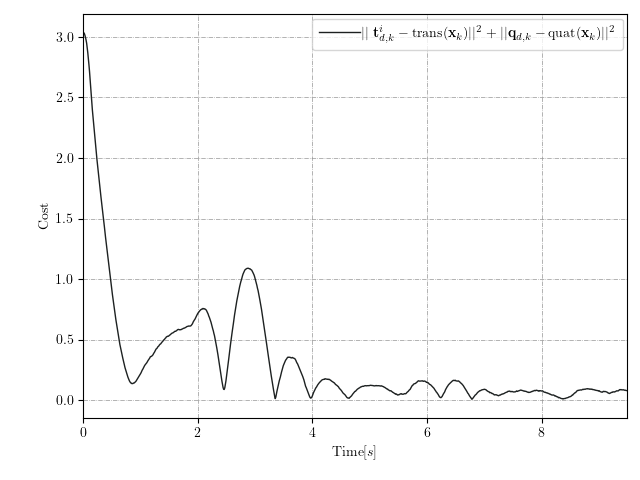 || t^i_{d,k} − trans(x_k)||^2 + ||q_{d,k} − quat(x_k)||^2
3.0
2.5
2.0
1.5
1.0
0.5
0.0
Cost
0 2 4 6 8
Time[s]